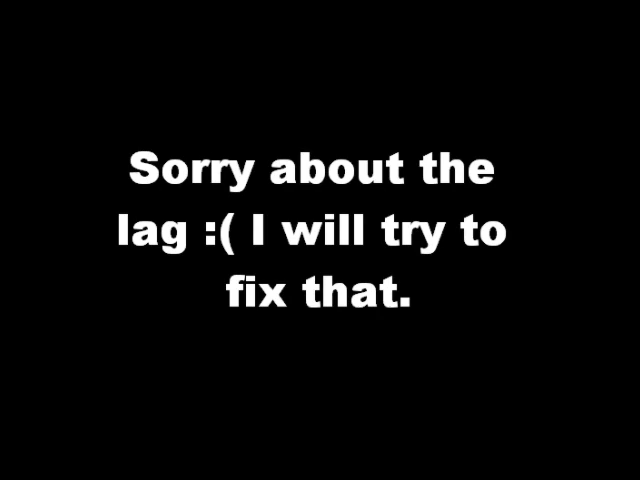 Sorry about the
lag :( I will try to
fix that.